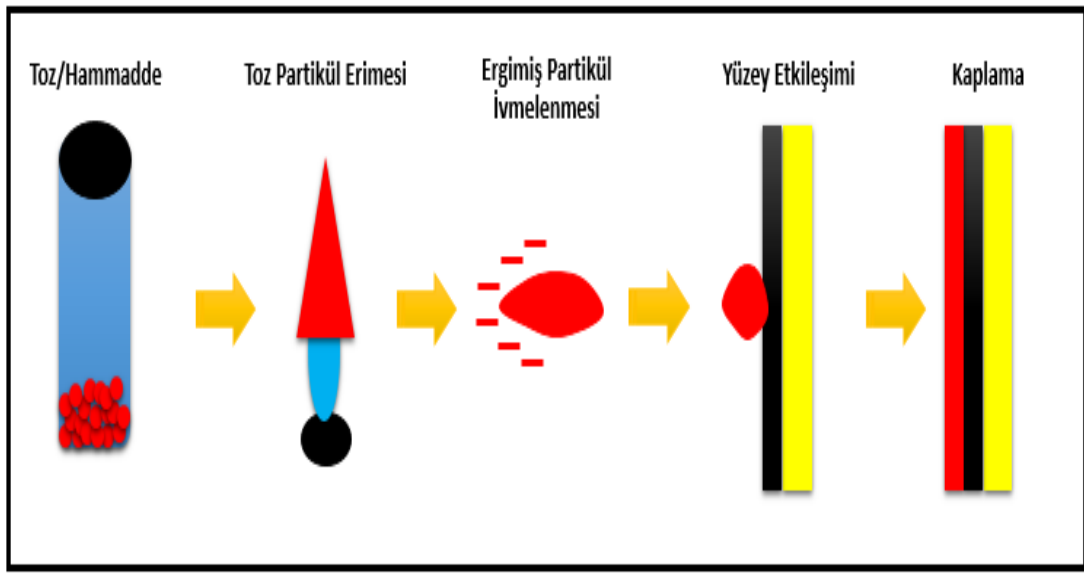 Toz/Hammadde
Toz Partikül Erimesi
Ergimiş Partikül
İvmelenmesi
Yüzey Etkileşimi
Kaplama